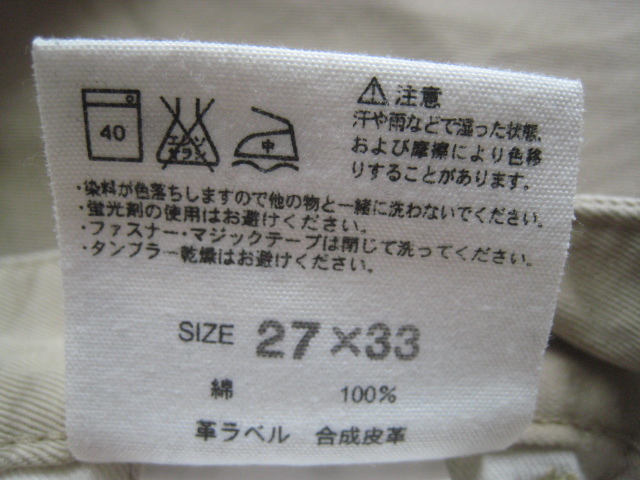 ⚠注意
汗や雨などで湿った状態、
および摩擦により色移
りすることがあります。
40
エンソ
サラシ
中
・染料が色落ちしますので他の物と一緒に洗わないでください。
・蛍光剤の使用はお避けください。
・ファスナー・マジックテープは閉じて洗ってください。
・タンブラー乾燥はお避けください。
SIZE 27×33
綿 100%
革ラベル 合成皮革